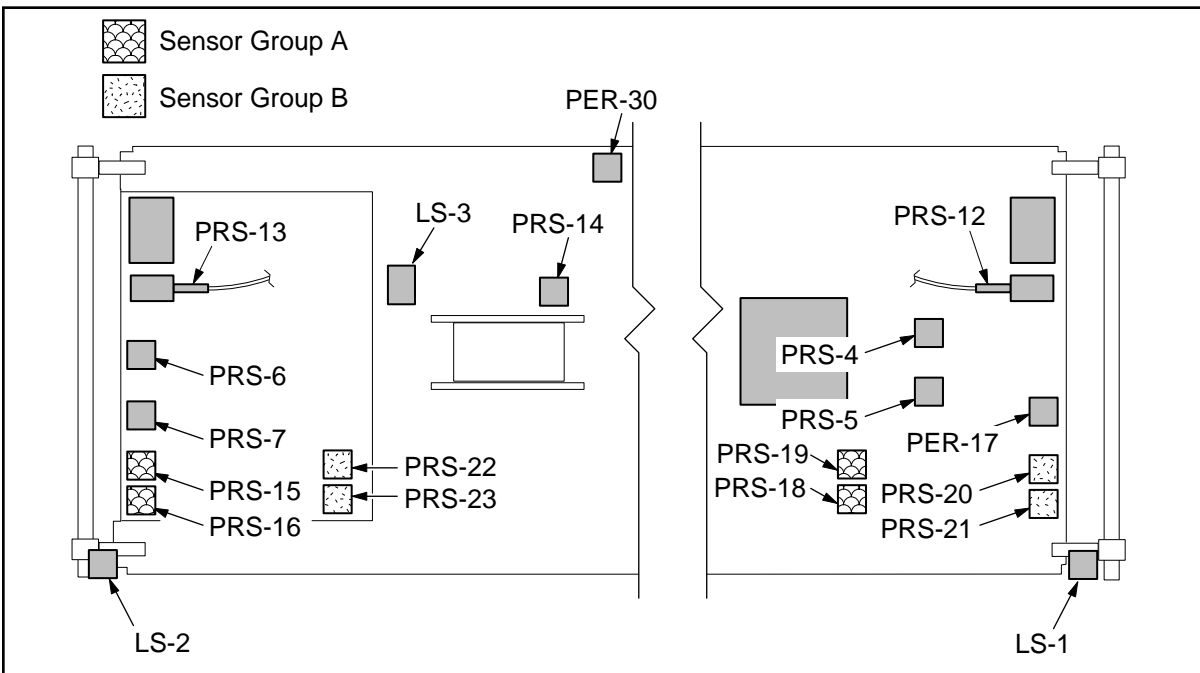 Sensor Group A
Sensor Group B
PER-30
LS-3
PRS-14
PRS-13
PRS-12
PRS-4
PRS-6
PRS-5
PRS-7
PER-17
PRS-19
PRS-22
PRS-18
PRS-15
PRS-20
PRS-23
PRS-16
PRS-21
LS-2
LS-1